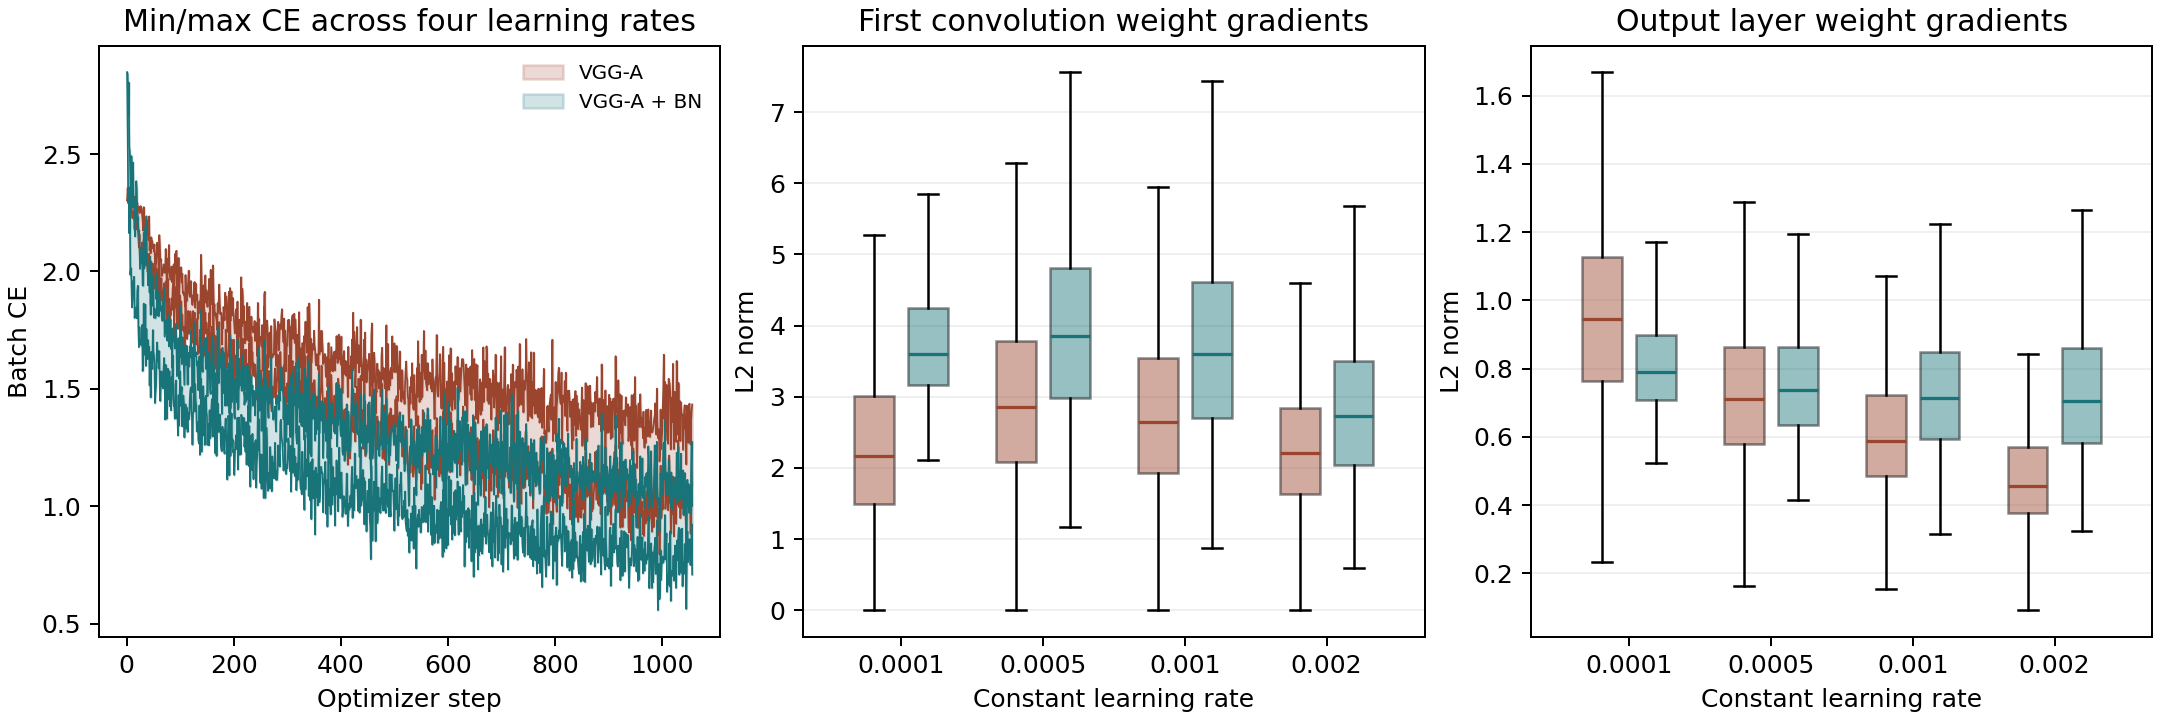 Min/max CE across four learning rates
VGG-A
VGG-A + BN
Batch CE
2.5
2.0
1.5
1.0
0.5
0 200 400 600 800 1000
Optimizer step
First convolution weight gradients
L2 norm
7
6
5
4
3
2
1
0
0.0001 0.0005 0.001 0.002
Constant learning rate
Output layer weight gradients
L2 norm
1.6
1.4
1.2
1.0
0.8
0.6
0.4
0.2
0.0001 0.0005 0.001 0.002
Constant learning rate